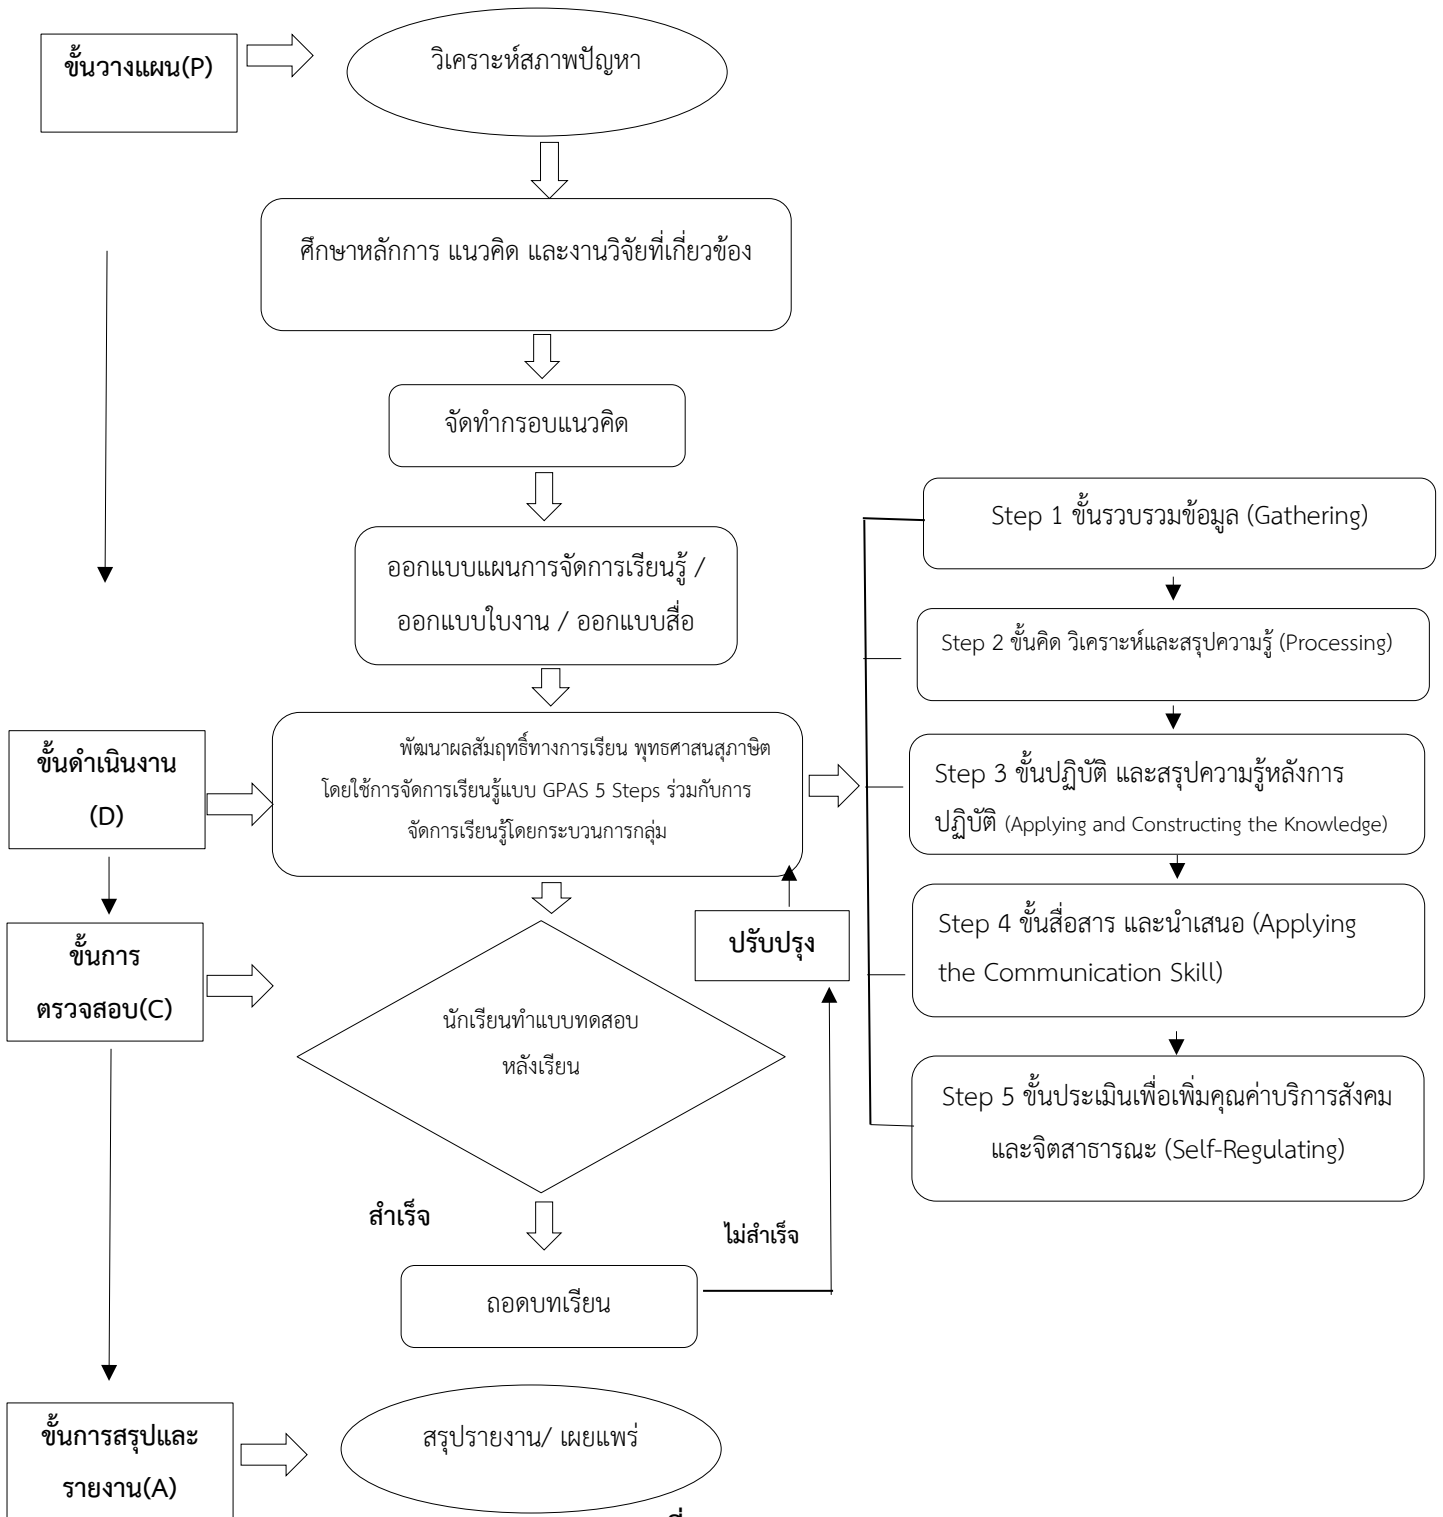 ขั้นวางแผน(P)
วิเคราะห์สภาพปัญหา
ศึกษาหลักการ แนวคิด และงานวิจัยที่เกี่ยวข้อง
จัดทำกรอบแนวคิด
ออกแบบแผนการจัดการเรียนรู้ /
ออกแบบใบงาน / ออกแบบสื่อ
ขั้นดำเนินงาน
(D)
พัฒนาผลสัมฤทธิ์ทางการเรียน พุทธศาสนสุภาษิต
โดยใช้การจัดการเรียนรู้แบบ GPAS 5 Steps ร่วมกับการ
จัดการเรียนรู้โดยกระบวนการกลุ่ม
Step 1 ขั้นรวบรวมข้อมูล (Gathering)
Step 2 ขั้นคิด วิเคราะห์และสรุปความรู้ (Processing)
Step 3 ขั้นปฏิบัติ และสรุปความรู้หลังการ
ปฏิบัติ (Applying and Constructing the Knowledge)
Step 4 ขั้นสื่อสาร และนำเสนอ (Applying
the Communication Skill)
Step 5 ขั้นประเมินเพื่อเพิ่มคุณค่าบริการสังคม
และจิตสาธารณะ (Self-Regulating)
ขั้นการ
ตรวจสอบ(C)
นักเรียนทำแบบทดสอบ
หลังเรียน
ปรับปรุง
สำเร็จ
ไม่สำเร็จ
ถอดบทเรียน
ขั้นการสรุปและ
รายงาน(A)
สรุปรายงาน/ เผยแพร่